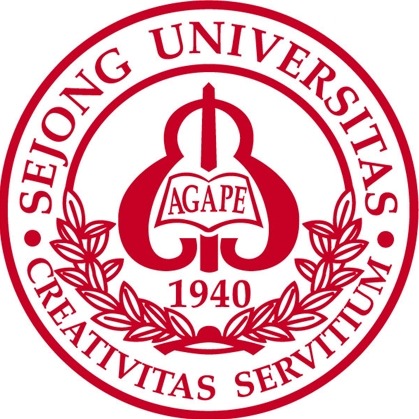 SEJONG UNIVERSITAS
AGAPE
1940
CREATIVITAS SERVITIUM